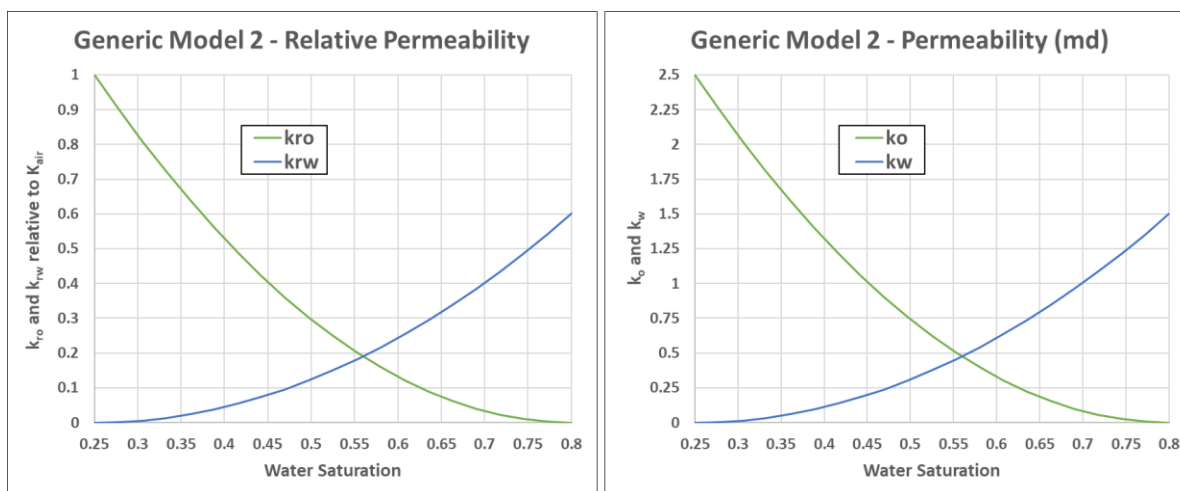 Generic Model 2 - Relative Permeability
1
0.9
0.8
0.7
0.6
0.5
0.4
0.3
0.2
0.1
0
kro
krw
kro and krw relative to Kair
0.25 0.3 0.35 0.4 0.45 0.5 0.55 0.6 0.65 0.7 0.75 0.8
Water Saturation
Generic Model 2 - Permeability (md)
2.5
2.25
2
1.75
1.5
1.25
1
0.75
0.5
0.25
0
ko
kw
ko and kw
0.25 0.3 0.35 0.4 0.45 0.5 0.55 0.6 0.65 0.7 0.75 0.8
Water Saturation